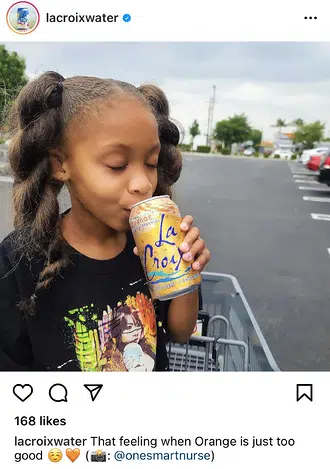 lacroixwater
ORANGE
La
Croix
168 likes
lacroixwater That feeling when Orange is just too
good ☺️🧡 (📸: @onesmartnurse)